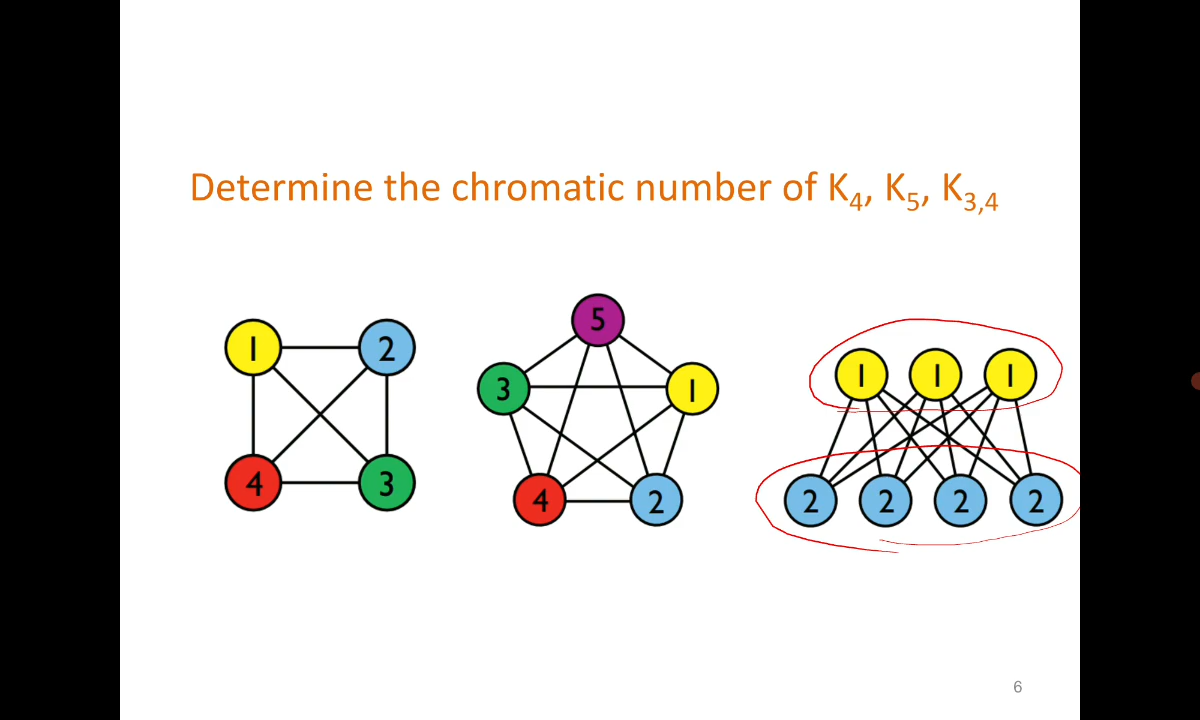 Determine the chromatic number of K4, K5, K3,4
5
1 2
3 1
1 1 1
4 3
4 2
2 2 2 2
6